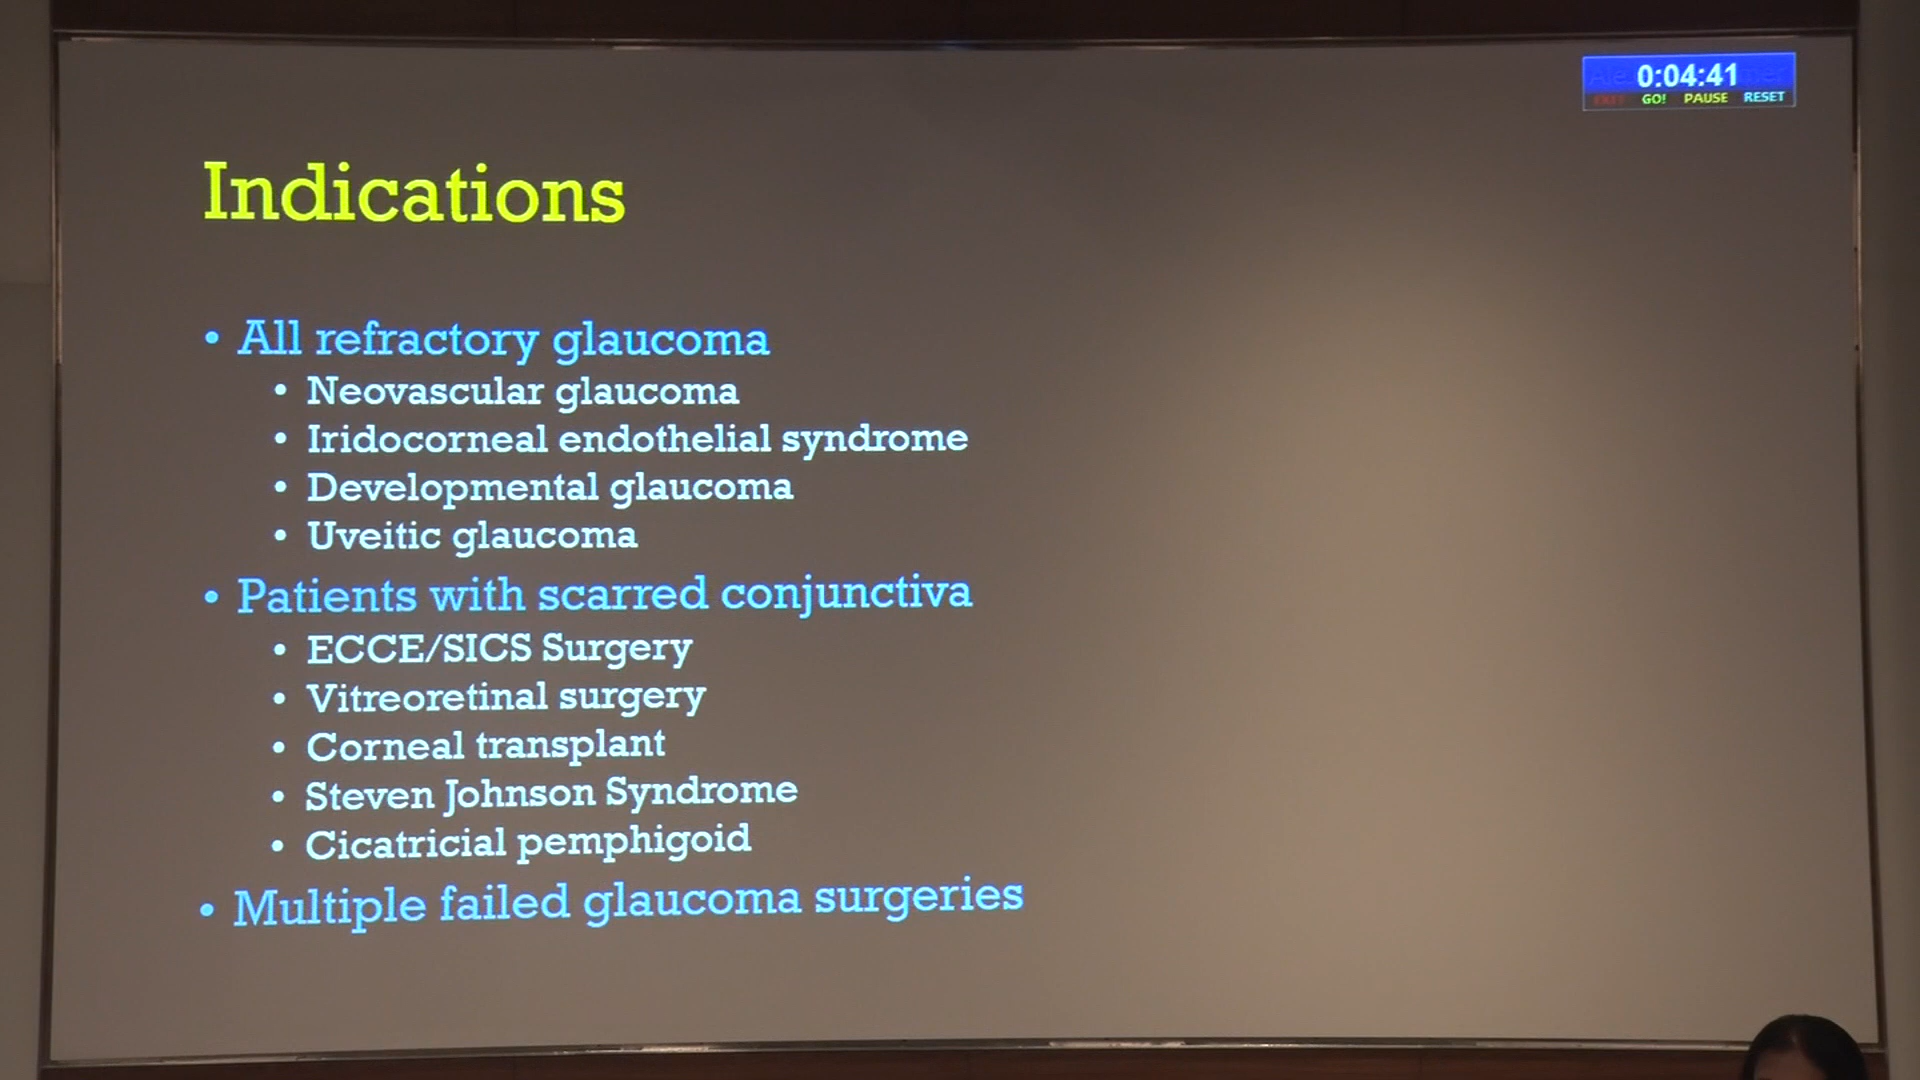 0:04:41
EXIT GO! PAUSE RESET
Indications
• All refractory glaucoma
• Neovascular glaucoma
• Iridocorneal endothelial syndrome
• Developmental glaucoma
• Uveitic glaucoma
• Patients with scarred conjunctiva
• ECCE/SICS Surgery
• Vitreoretinal surgery
• Corneal transplant
• Steven Johnson Syndrome
• Cicatricial pemphigoid
• Multiple failed glaucoma surgeries